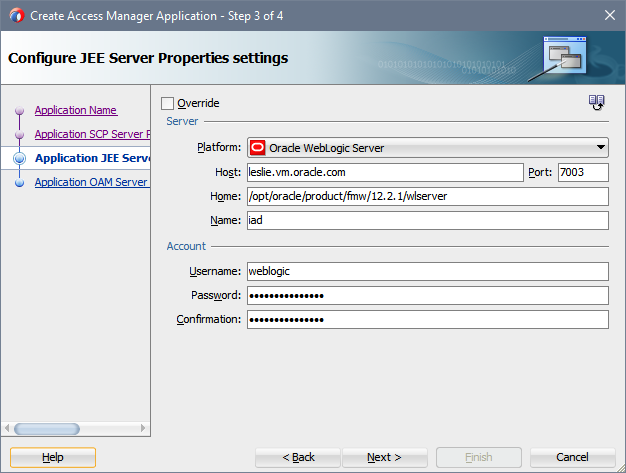 Create Access Manager Application - Step 3 of 4
Configure JEE Server Properties settings
Application Name
Application SCP Server P
Application JEE Serve
Application OAM Server
Override
Server
Platform: Oracle WebLogic Server
Host: leslie.vm.oracle.com Port: 7003
Home: /opt/oracle/product/fmw/12.2.1/wlserver
Name: iad
Account
Username: weblogic
Password: •••••••••••••••
Confirmation: •••••••••••••••
Help < Back Next > Finish Cancel